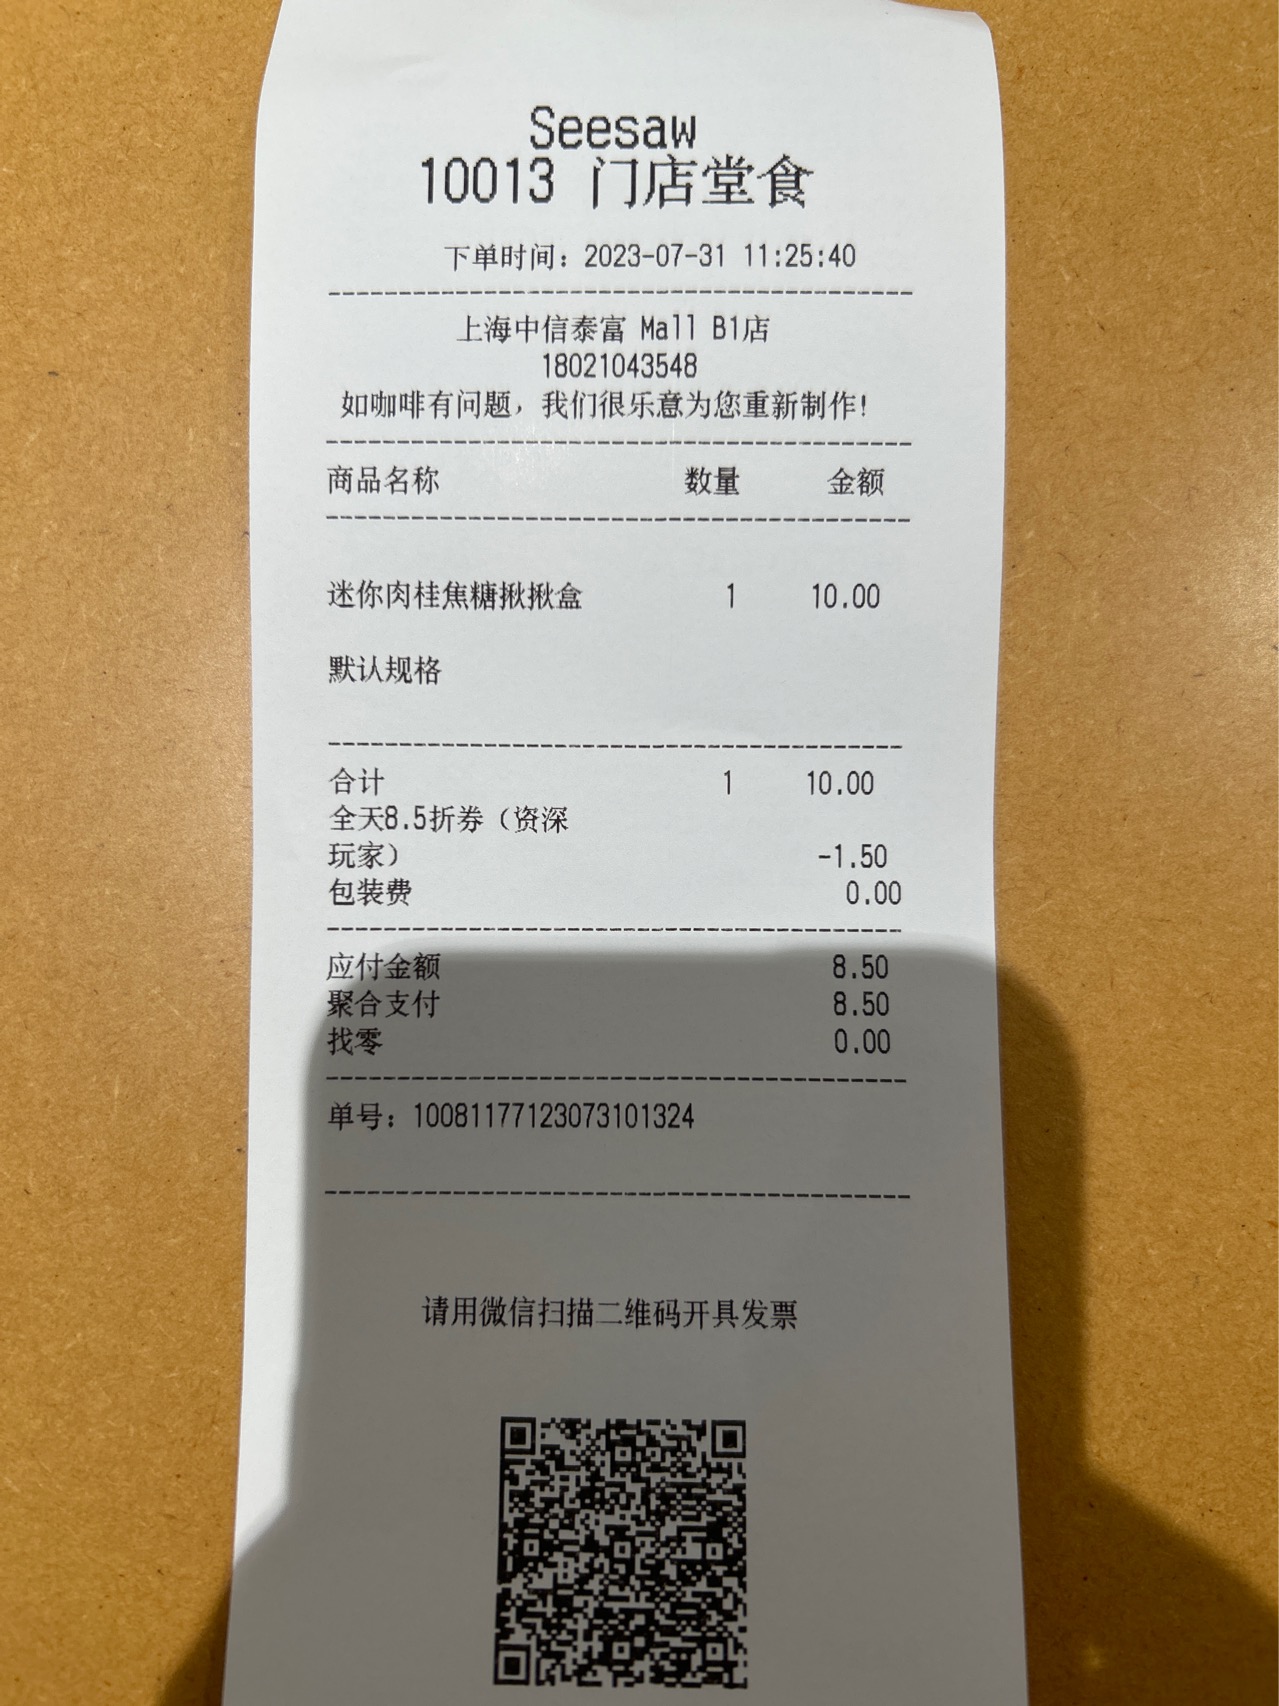 Seesaw
10013 门店堂食
下单时间：2023-07-31 11:25:40
上海中信泰富 Mall B1店
18021043548
如咖啡有问题，我们很乐意为您重新制作！
商品名称 数量 金额
迷你肉桂焦糖揪揪盒 1 10.00
默认规格
合计 1 10.00
全天8.5折券（资深
玩家） -1.50
包装费 0.00
应付金额 8.50
聚合支付 8.50
找零 0.00
单号：10081177123073101324
请用微信扫描二维码开具发票